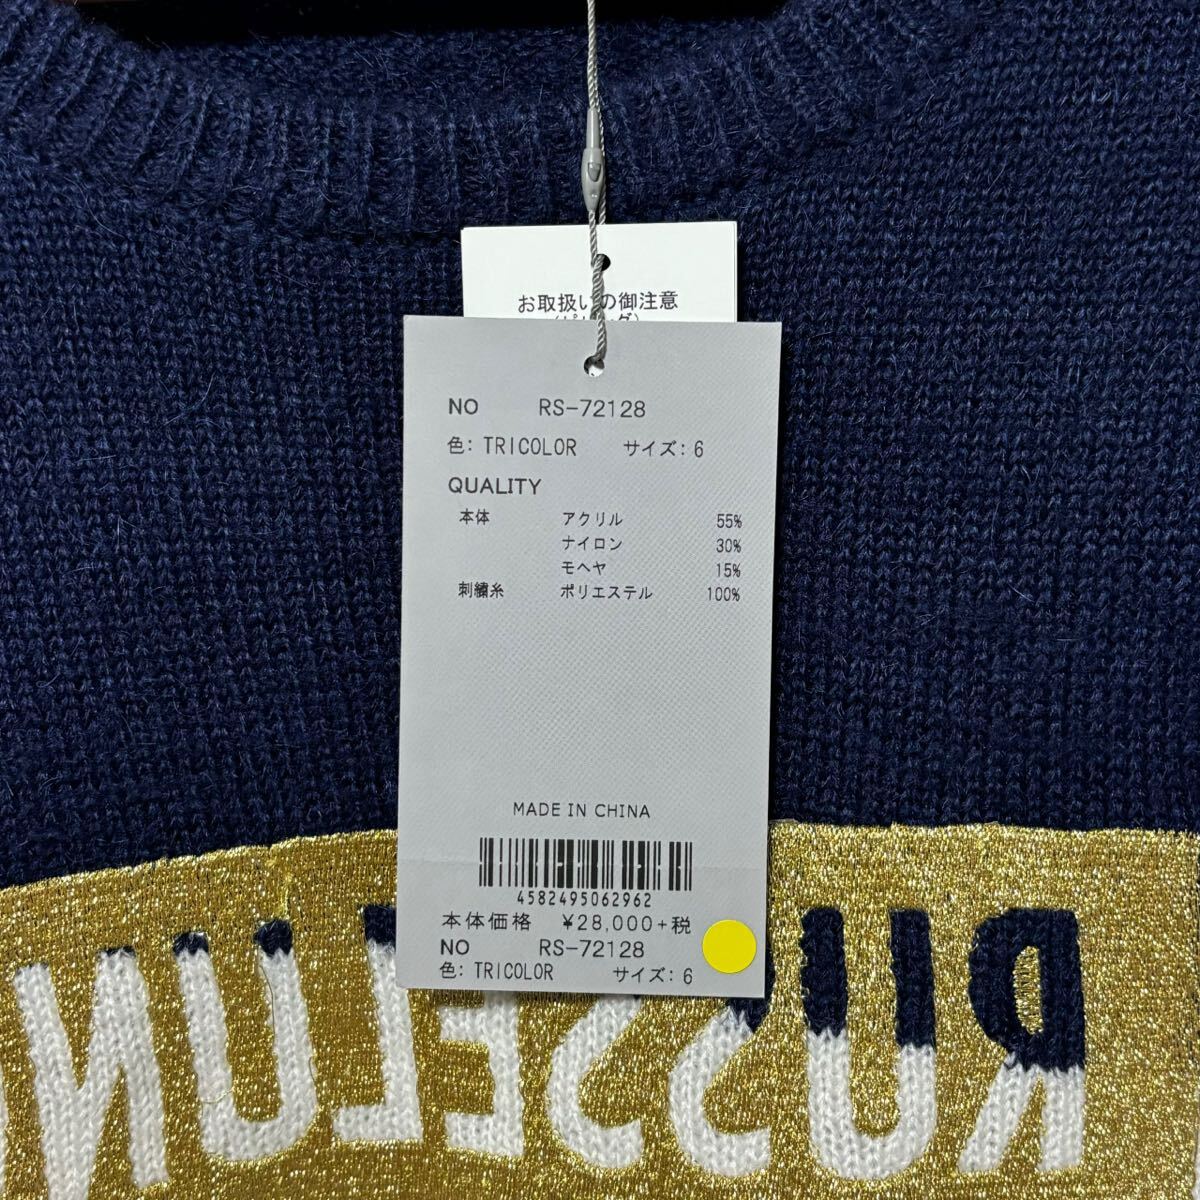 お取扱いの御注意
NO RS-72128
色: TRICOLOR サイズ: 6
QUALITY
本体 アクリル 55%
ナイロン 30%
モヘヤ 15%
刺繍糸 ポリエステル 100%
MADE IN CHINA
4582495062962
本体価格 ¥28,000+税
NO RS-72128
色: TRICOLOR サイズ: 6